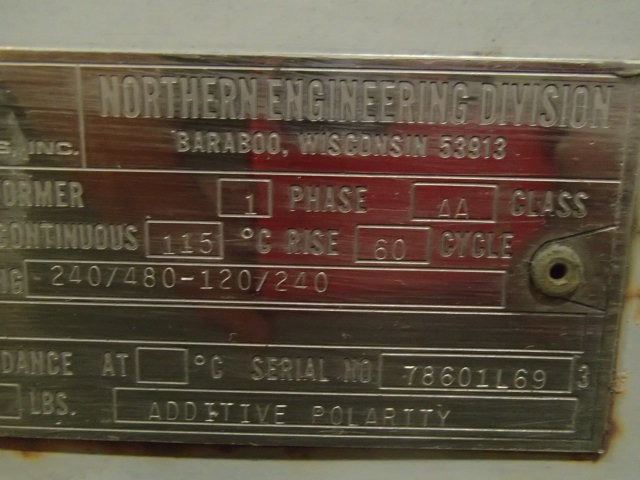 NORTHERN ENGINEERING DIVISION
S, INC. BARABOO, WISCONSIN 53913
ORMER 1 PHASE AA CLASS
CONTINUOUS 115 °C RISE 60 CYCLE
NG 240/480-120/240
DANCE AT °C SERIAL NO 78601L69 3
LBS. ADDITIVE POLARITY